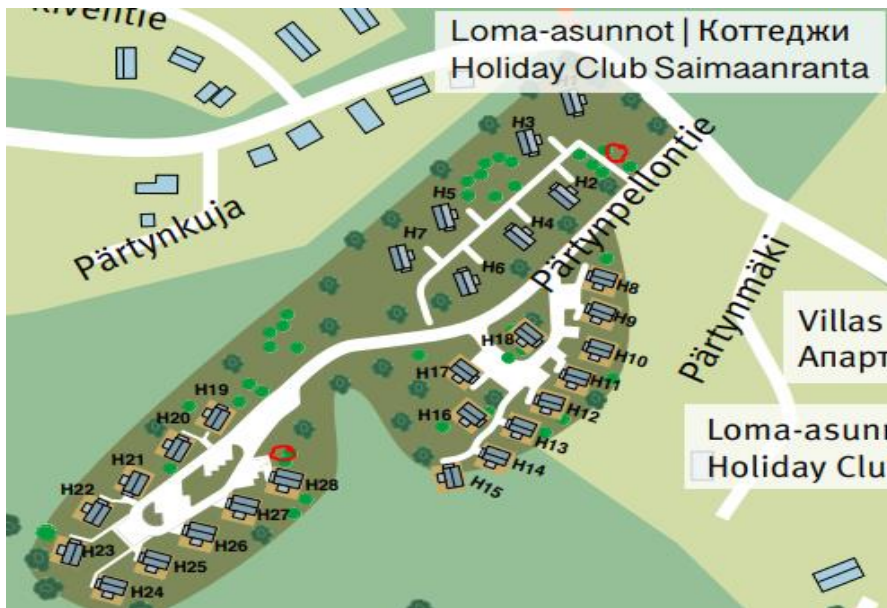 Loma-asunnot | Коттеджи
Holiday Club Saimaanranta
H1
H3
H2
H5
H4
H7
H6
Pärtynpellontie
Pärtynkuja
Pärtynmäki
H8
H9
H10
H11
H12
H13
H14
H15
H16
H17
H18
Villas
H19
H20
H21
H22
H23
H24
H25
H26
H27
H28
Holiday Clu